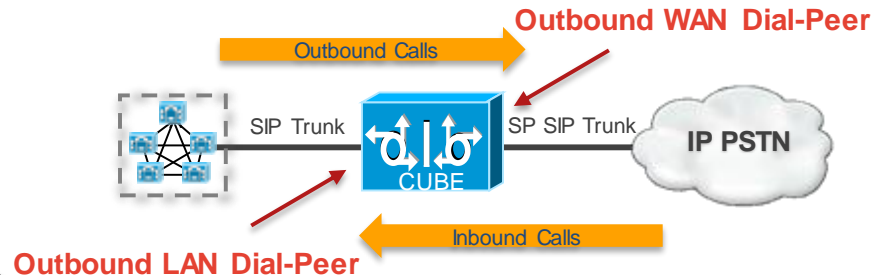 Outbound WAN Dial-Peer
Outbound Calls
SIP Trunk
SP SIP Trunk
IP PSTN
CUBE
Inbound Calls
Outbound LAN Dial-Peer